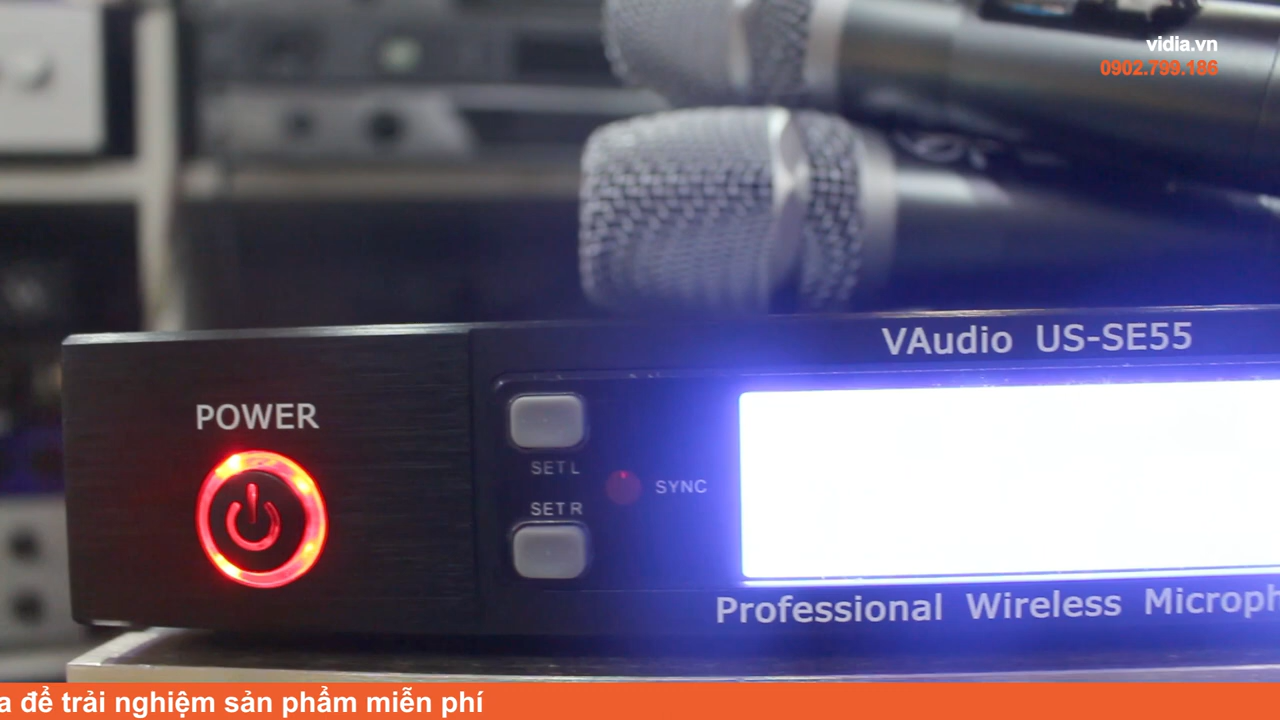 vidia.vn
0902.799.186
VAudio US-SE55
POWER
SET L
SYNC
SET R
Professional Wireless Microph
a để trải nghiệm sản phẩm miễn phí